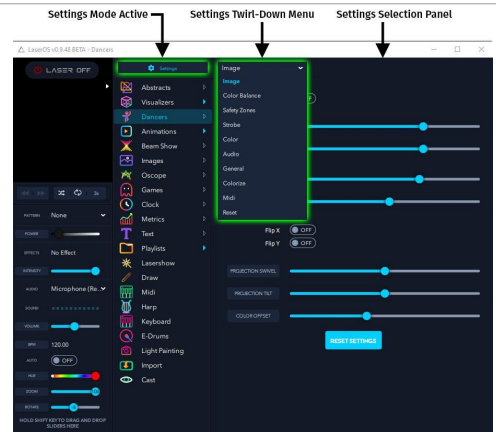 Settings Mode Active
Settings Twirl-Down Menu
Settings Selection Panel
LaserOS v0.9.48 BETA - Dancers
LASER OFF
2x
PATTERN
None
POWER
EFFECTS
No Effect
INTENSITY
AUDIO
Microphone (Re..
SOUND
VOLUME
BPM
120.00
AUTO
OFF
HUE
ZOOM
ROTATE
HOLD SHIFT KEY TO DRAG AND DROP
SLIDERS HERE
Settings
Abstracts
Visualizers
Dancers
Animations
Beam Show
Images
Oscope
Games
Clock
Metrics
Text
Playlists
Lasershow
Draw
Midi
Harp
Keyboard
E-Drums
Light Painting
Import
Cast
Image
Image
Color Balance
Safety Zones
Strobe
Color
Audio
General
Colorize
Midi
Reset
Flip X
OFF
Flip Y
OFF
PROJECTION SWIVEL
PROJECTION TILT
COLOR OFFSET
RESET SETTINGS